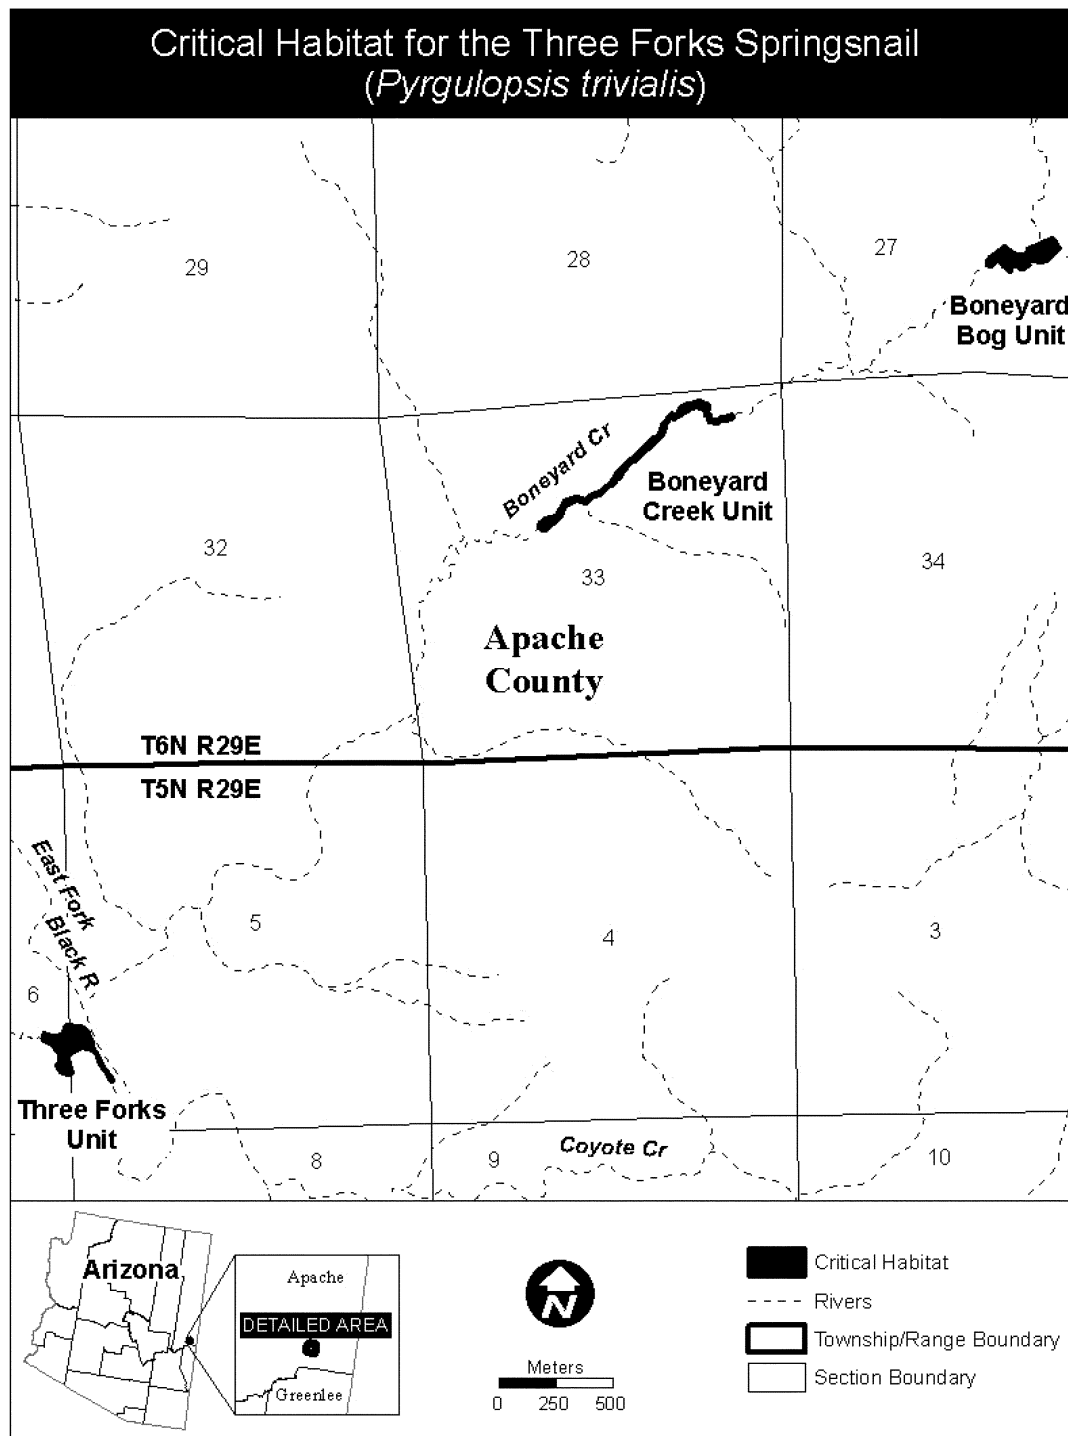 Critical Habitat for the Three Forks Springsnail
(Pyrgulopsis trivialis)
29
28
27
Boneyard
Bog Unit
Boneyard Cr
Boneyard
Creek Unit
32
33
34
Apache
County
T6N R29E
T5N R29E
East Fork
Black R
5
4
3
6
Three Forks
Unit
8
9
Coyote Cr
10
Arizona
Apache
DETAILED AREA
Greenlee
N
Meters
0 250 500
Critical Habitat
Rivers
Township/Range Boundary
Section Boundary